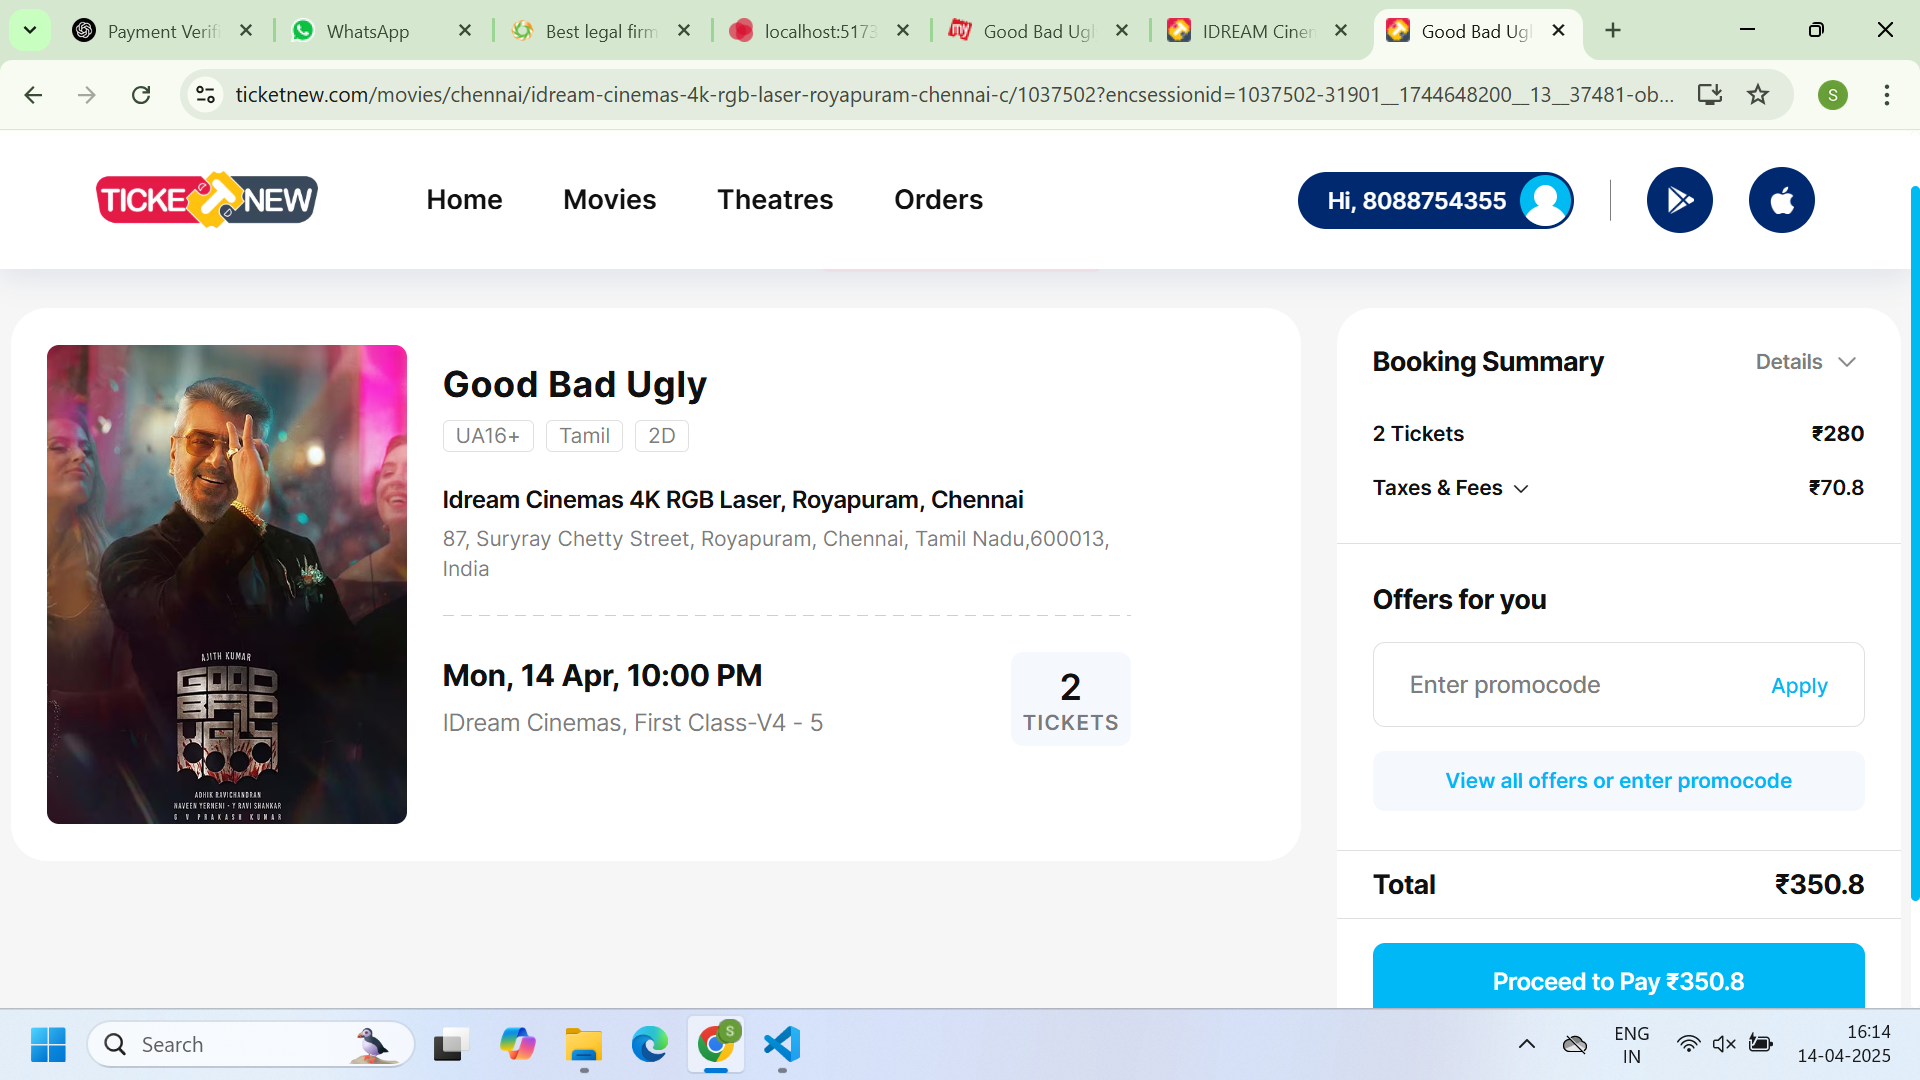 Payment Verifi
WhatsApp
Best legal firm
localhost:5173
Good Bad Ugl
IDREAM Cinem
Good Bad Ugl
ticketnew.com/movies/chennai/idream-cinemas-4k-rgb-laser-royapuram-chennai-c/1037502?encsessionid=1037502-31901__1744648200__13__37481-ob...
S
TICKETNEW
Home
Movies
Theatres
Orders
Hi, 8088754355
AJITH KUMAR
GOOD
BAD
UGLY
ADHIK RAVICHANDRAN
NAVEEN YERNENI - Y RAVI SHANKAR
G V PRAKASH KUMAR
Good Bad Ugly
UA16+ Tamil 2D
Idream Cinemas 4K RGB Laser, Royapuram, Chennai
87, Suryray Chetty Street, Royapuram, Chennai, Tamil Nadu,600013,
India
Mon, 14 Apr, 10:00 PM
IDream Cinemas, First Class-V4 - 5
2
TICKETS
Booking Summary
Details
2 Tickets ₹280
Taxes & Fees ₹70.8
Offers for you
Enter promocode Apply
View all offers or enter promocode
Total ₹350.8
Proceed to Pay ₹350.8
Search
S
ENG
IN
16:14
14-04-2025